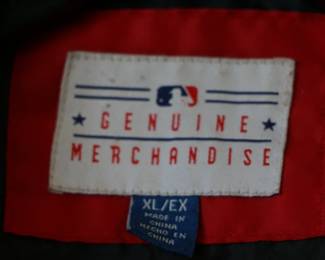 GENUINE
MERCHANDISE
XL/EX
MADE IN
CHINA
HECHO EN
CHINA